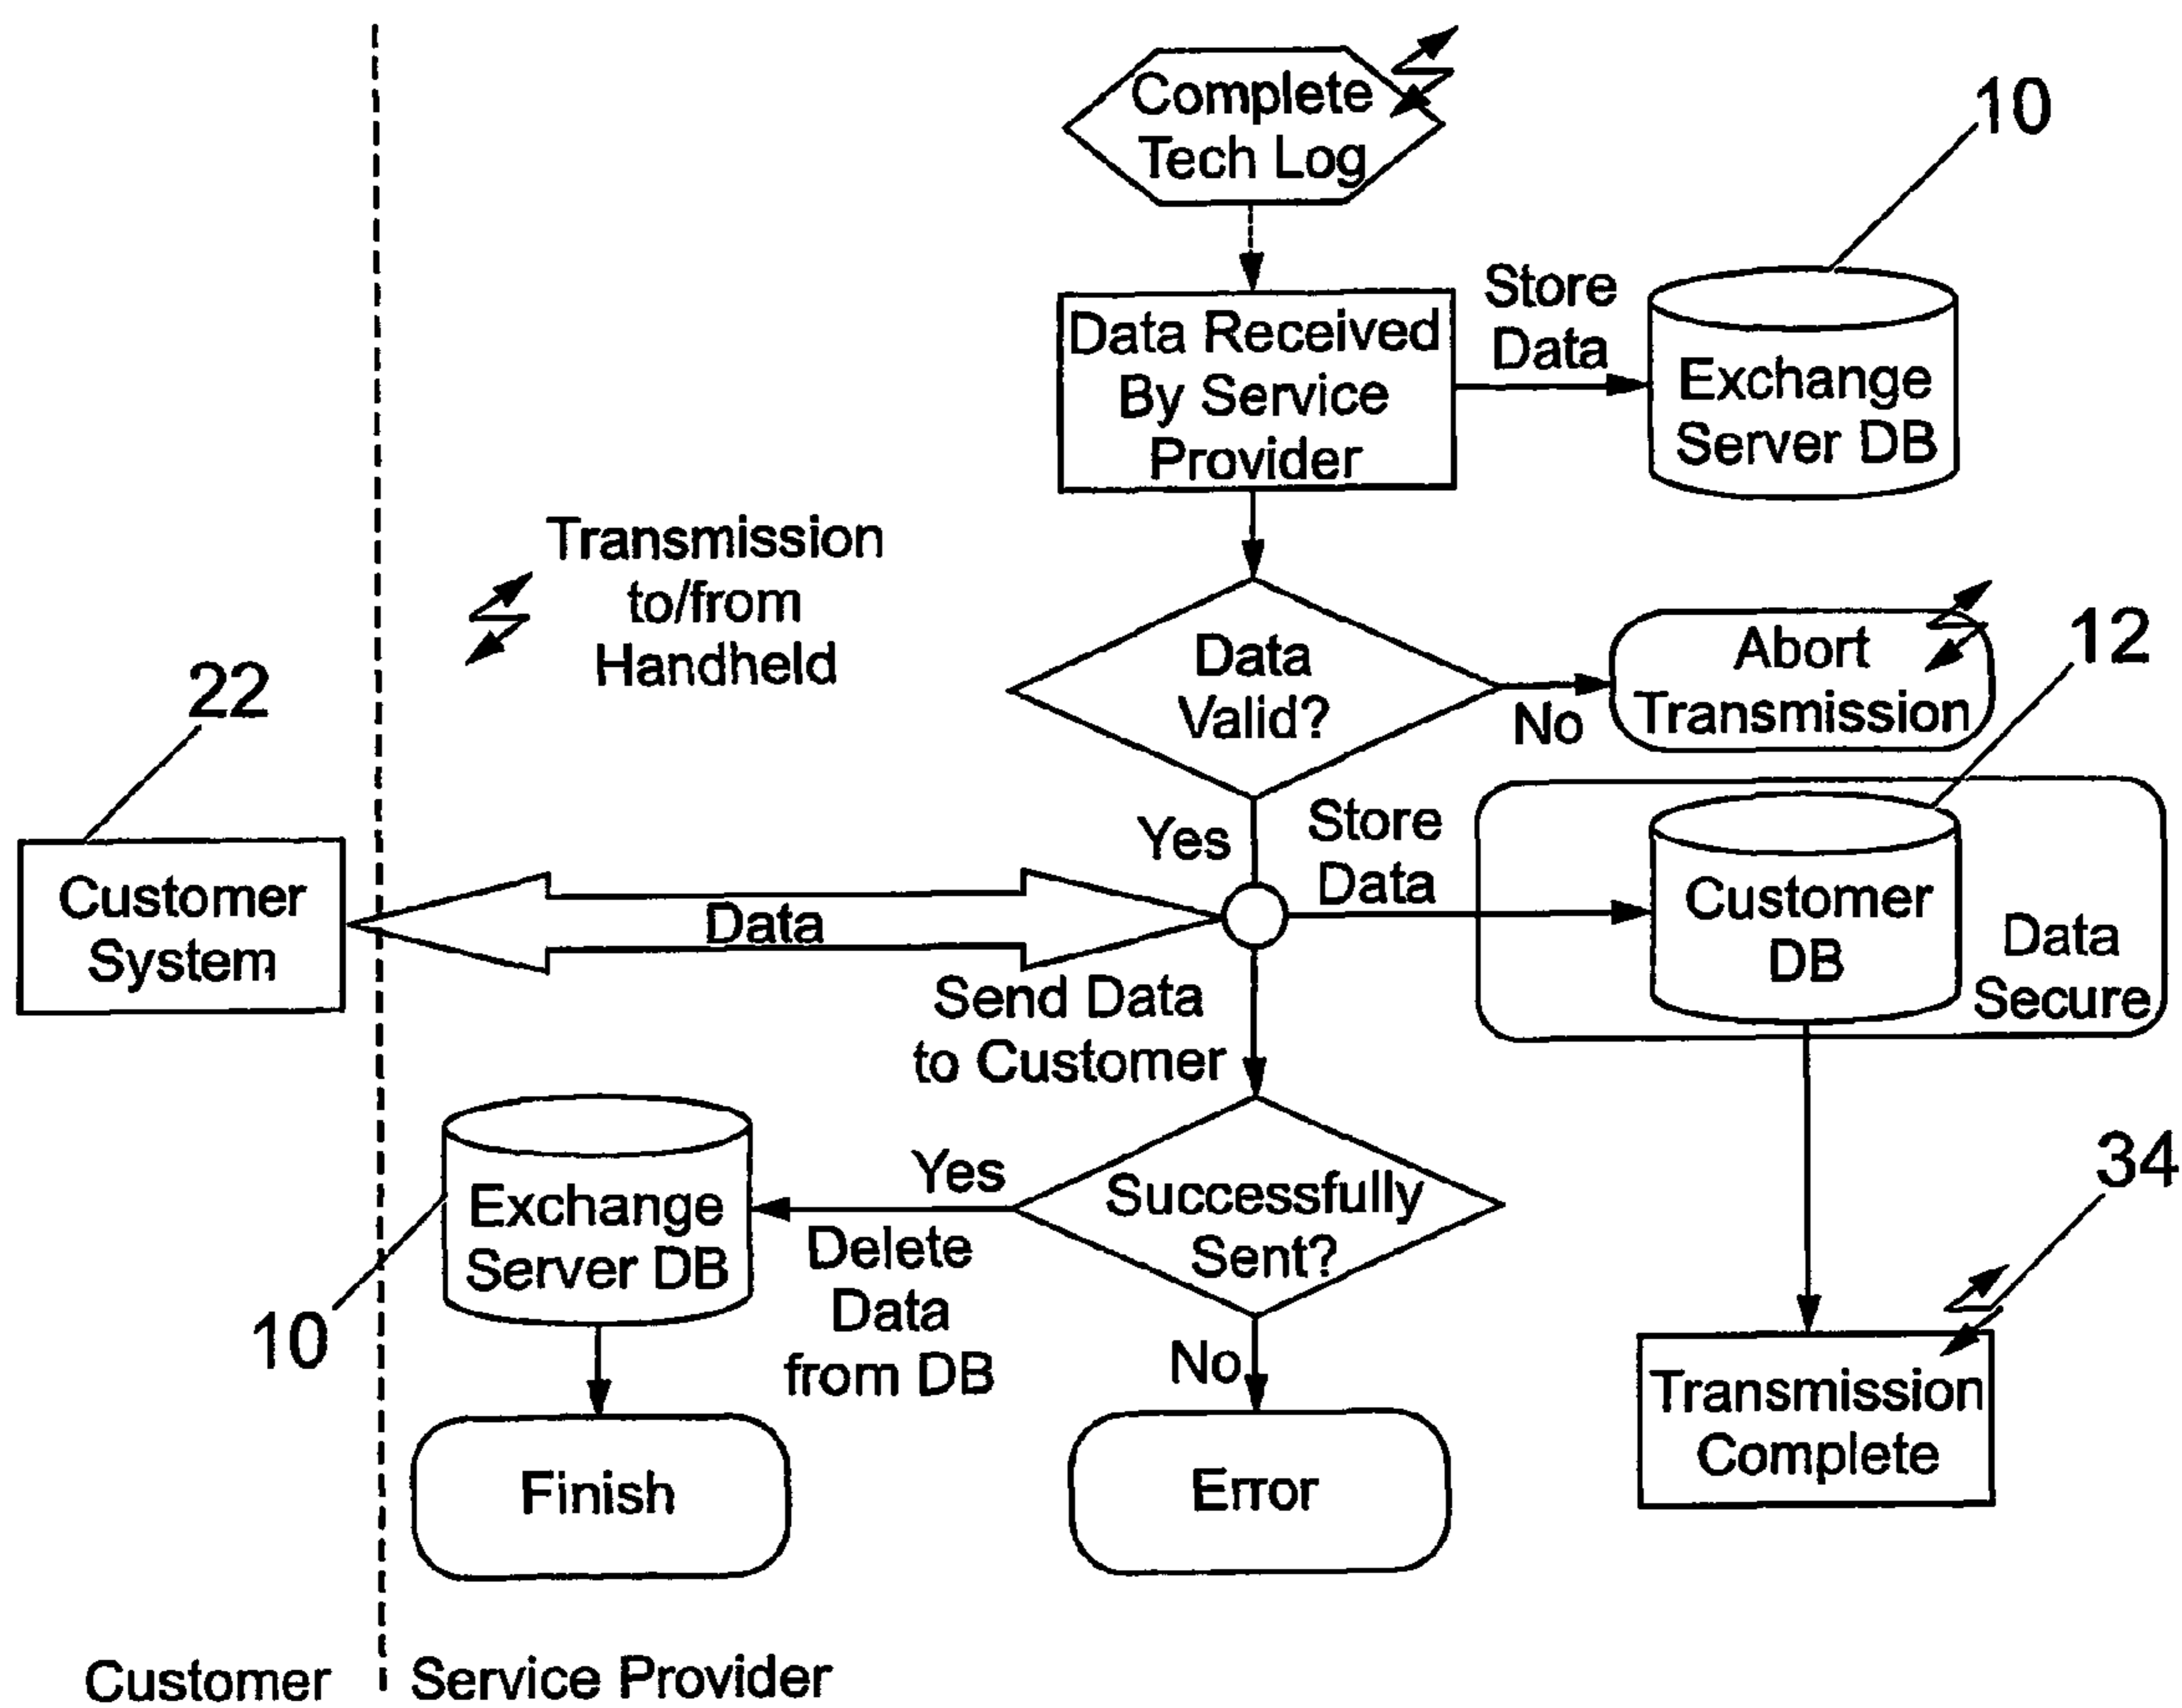 Complete
Tech Log
10
Data Received
By Service
Provider
Store
Data
Exchange
Server DB
Transmission
to/from
Handheld
Data
Valid?
No
Abort
Transmission
12
22
Customer
System
Data
Yes
Store
Data
Customer
DB
Data
Secure
Send Data
to Customer
Successfully
Sent?
Yes
Delete
Data
from DB
Exchange
Server DB
10
No
34
Transmission
Complete
Finish
Error
Customer
Service Provider